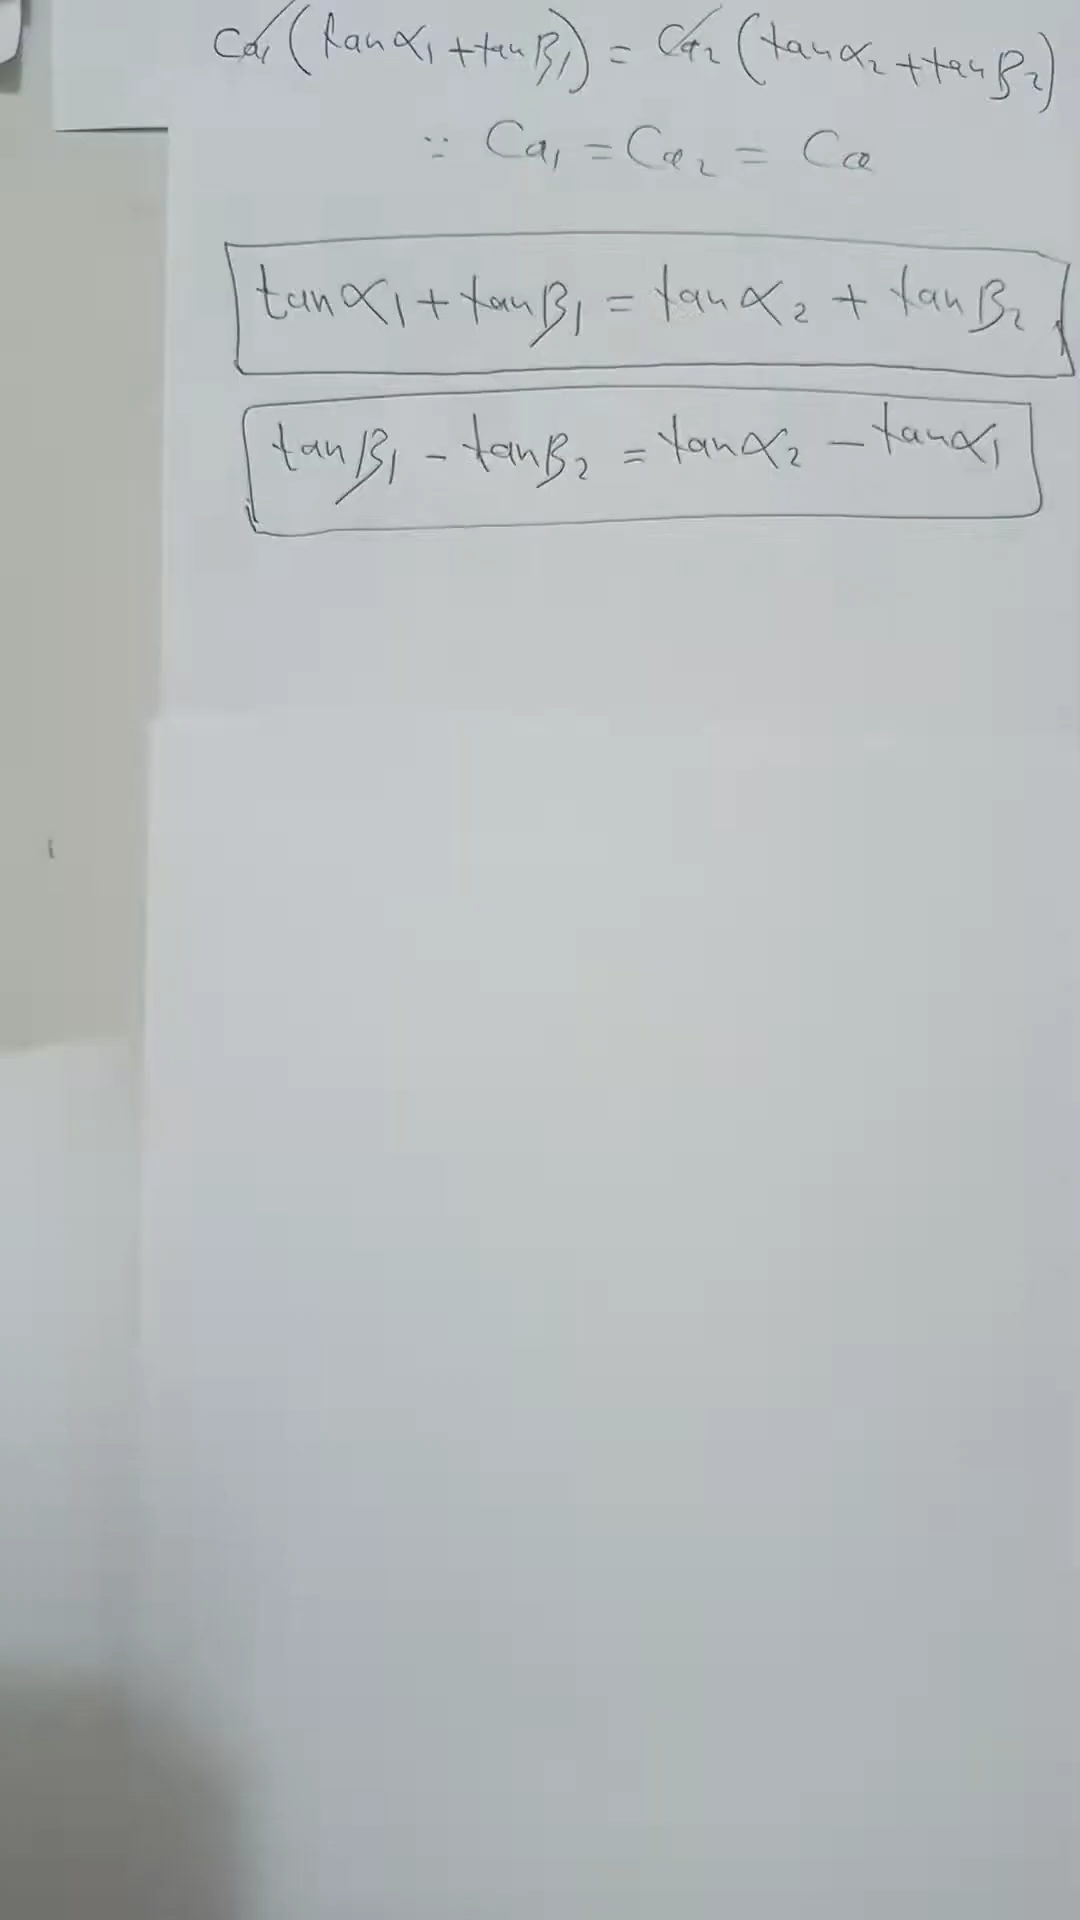 Ca₁ (tan α₁ + tan β₁) = Ca₂ (tan α₂ + tan β₂)
∵ Ca₁ = Ca₂ = Ca
tan α₁ + tan β₁ = tan α₂ + tan β₂
tan β₁ - tan β₂ = tan α₂ - tan α₁